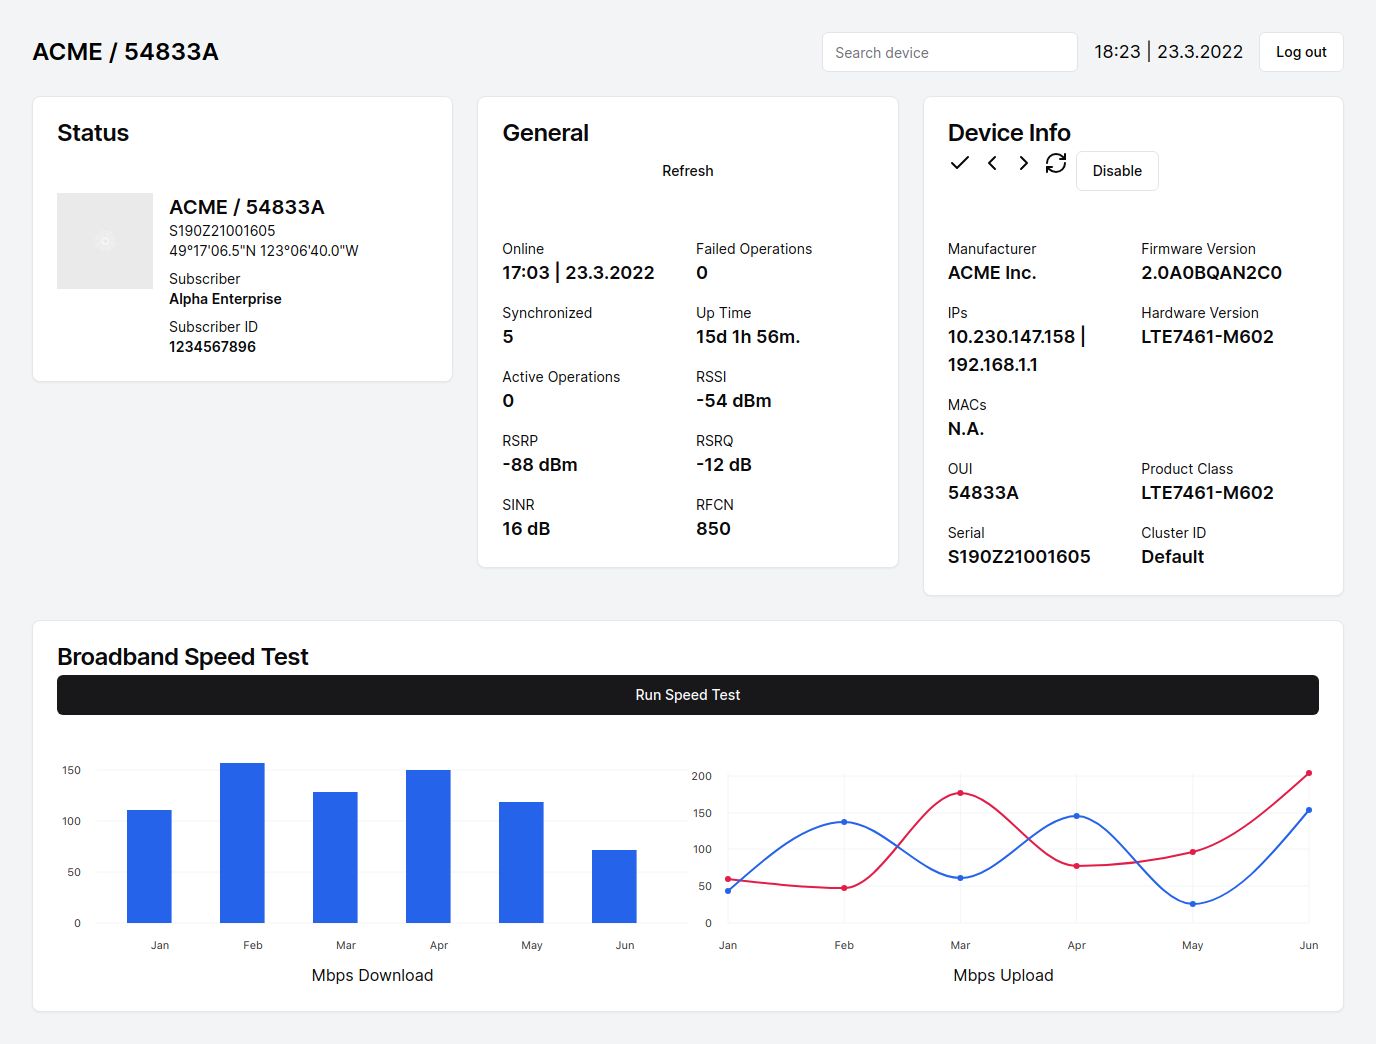 ACME / 54833A
Search device
18:23 | 23.3.2022
Log out
Status
ACME / 54833A
S190Z21001605
49°17'06.5"N 123°06'40.0"W
Subscriber
Alpha Enterprise
Subscriber ID
1234567896
General
Refresh
Online
17:03 | 23.3.2022
Failed Operations
0
Synchronized
5
Up Time
15d 1h 56m.
Active Operations
0
RSSI
-54 dBm
RSRP
-88 dBm
RSRQ
-12 dB
SINR
16 dB
RFCN
850
Device Info
Disable
Manufacturer
ACME Inc.
Firmware Version
2.0A0BQAN2C0
IPs
10.230.147.158 |
192.168.1.1
Hardware Version
LTE7461-M602
MACs
N.A.
OUI
54833A
Product Class
LTE7461-M602
Serial
S190Z21001605
Cluster ID
Default
Broadband Speed Test
Run Speed Test
150
100
50
0
Jan Feb Mar Apr May Jun
Mbps Download
200
150
100
50
0
Jan Feb Mar Apr May Jun
Mbps Upload